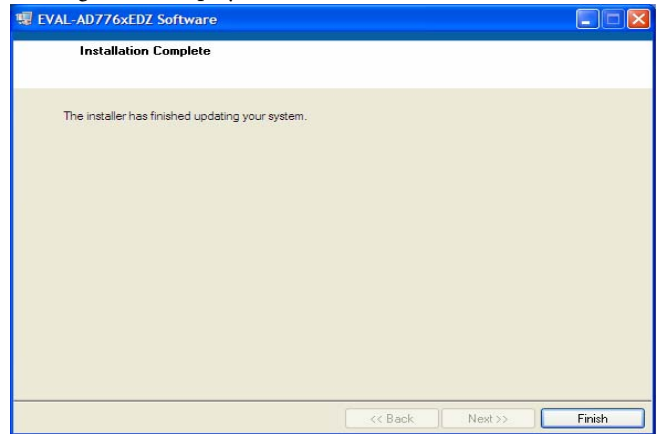 EVAL-AD776xEDZ Software
Installation Complete
The installer has finished updating your system.
<< Back Next >> Finish